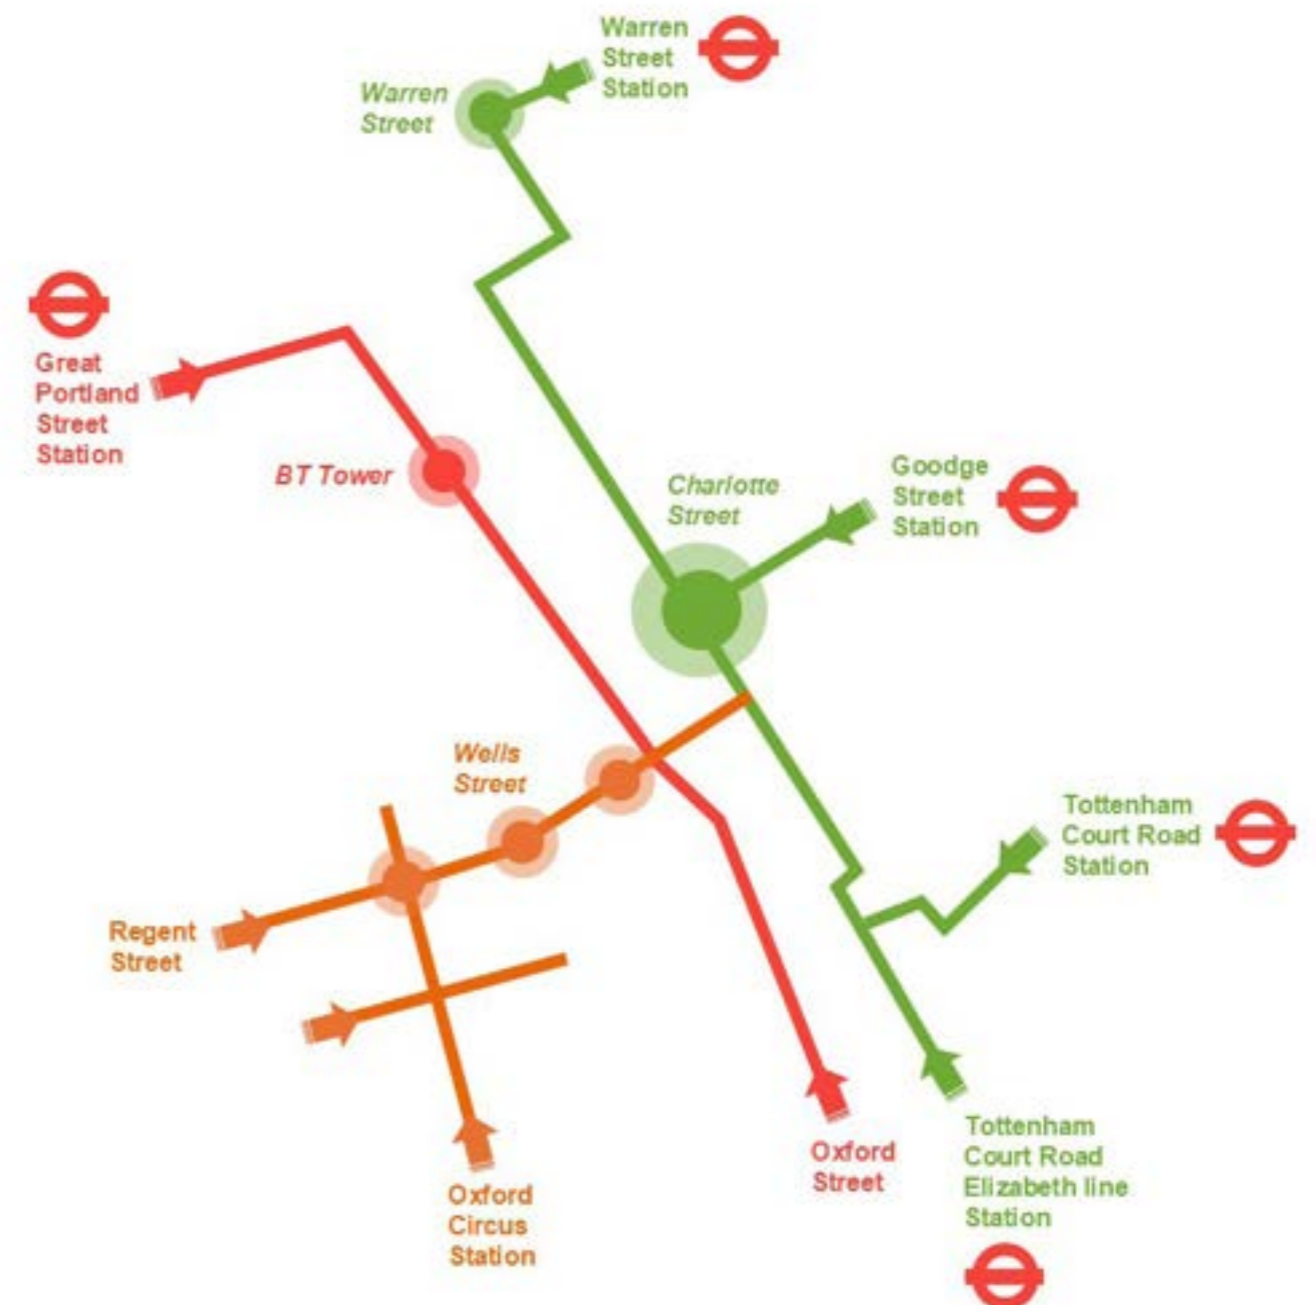 Warren
Street
Station
Warren
Street
Great
Portland
Street
Station
BT Tower
Charlotte
Street
Goodge
Street
Station
Wells
Street
Tottenham
Court Road
Station
Regent
Street
Oxford
Street
Tottenham
Court Road
Elizabeth line
Station
Oxford
Circus
Station